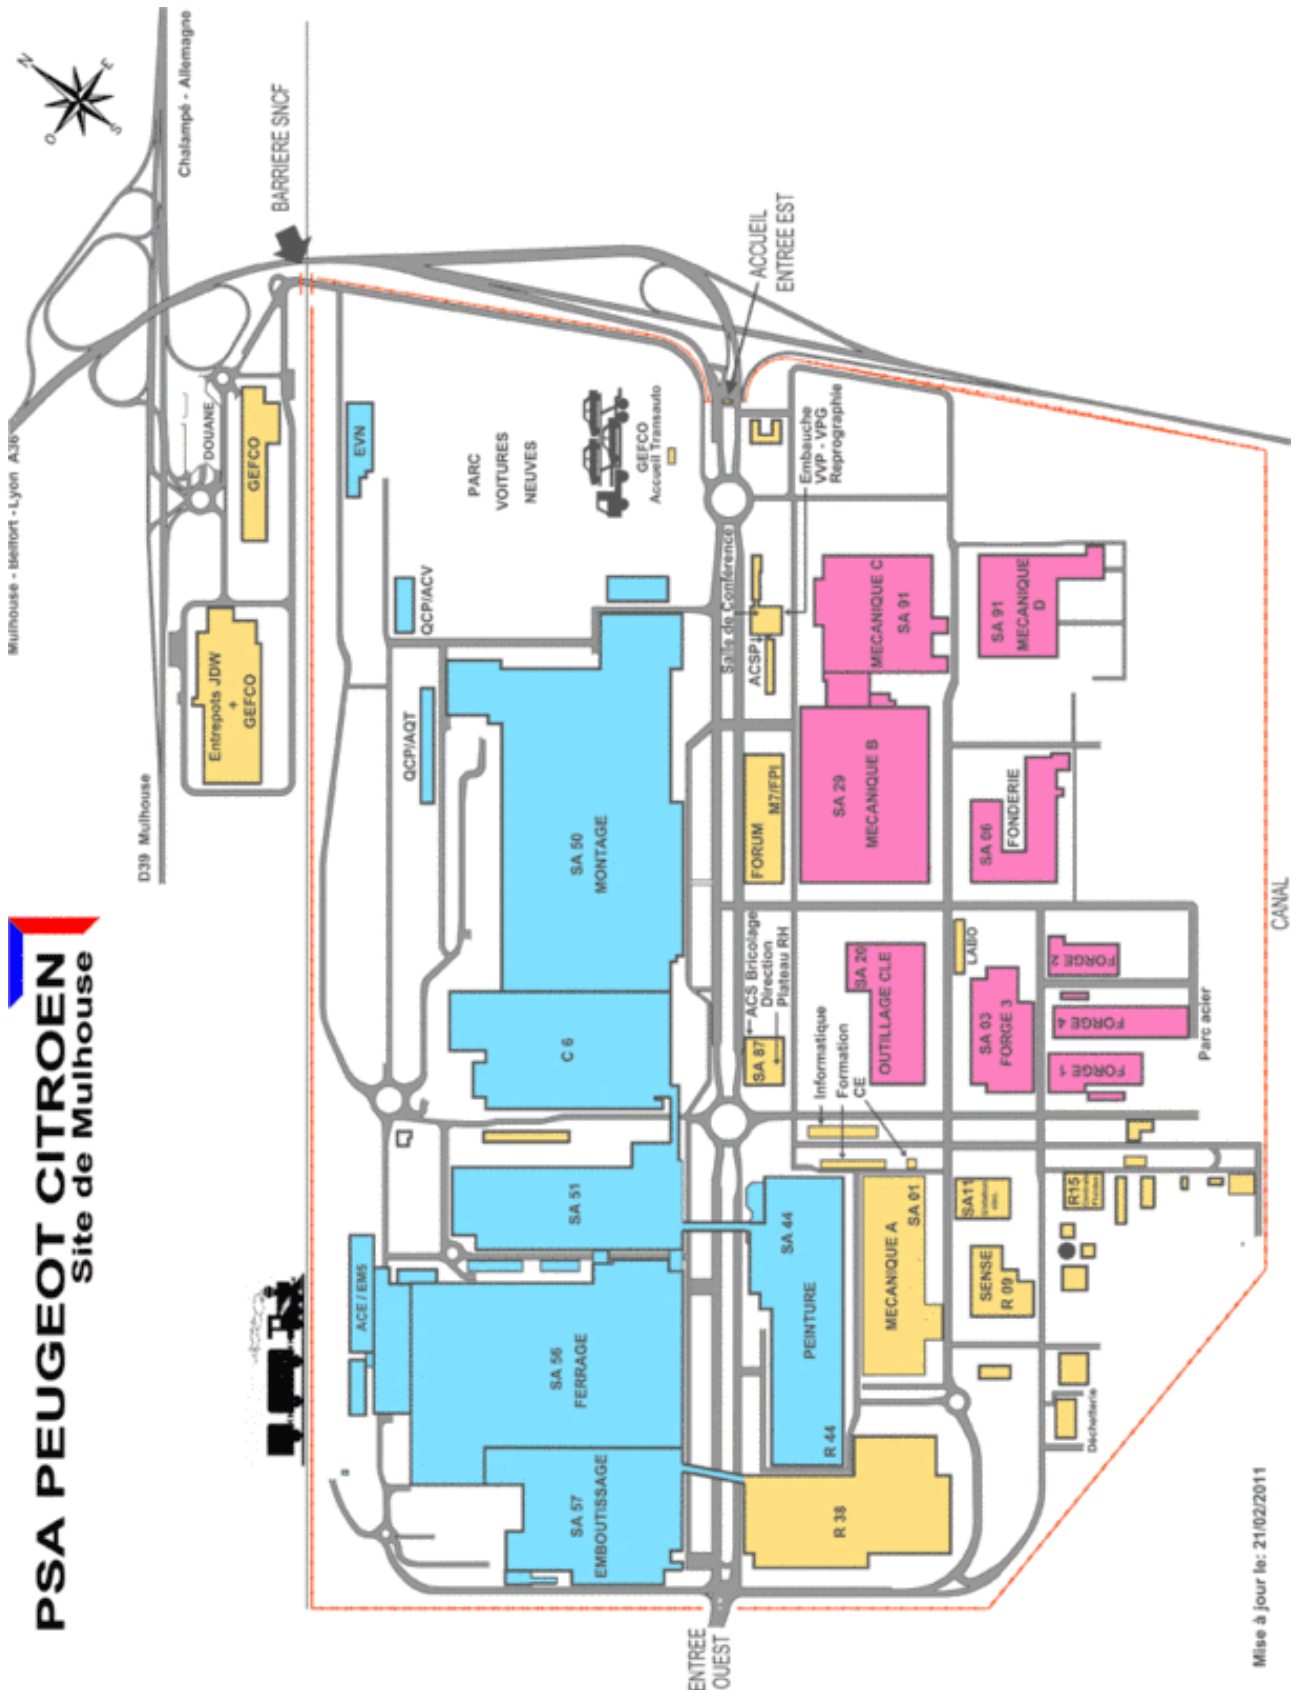 PSA PEUGEOT CITROEN
Site de Mulhouse
N
E
S
O
Mulhouse - Belfort - Lyon A36
Chalampé - Allemagne
D39 Mulhouse
BARRIERE SNCF
DOUANE
GEFCO
Entrepots JDW
+
GEFCO
EVN
PARC
VOITURES
NEUVES
GEFCO
Accueil Transauto
ACCUEIL
ENTREE EST
QCP/ACV
QCP/AQT
Salle de Conférence
ACSP
Embauche
VVP - VPG
Reprographie
SA 50
MONTAGE
C 6
SA 51
ACE / EM5
SA 56
FERRAGE
SA 57
EMBOUTISSAGE
ENTREE
OUEST
FORUM
M7/FPI
ACS Bricolage
Direction
Plateau RH
SA 87
Informatique
Formation
CE
SA 44
PEINTURE
R 44
R 38
MECANIQUE A
SA 01
MECANIQUE C
SA 91
SA 29
MECANIQUE B
SA 91
MECANIQUE
D
SA 06
FONDERIE
SA 26
OUTILLAGE CLE
LABO
SA 03
FORGE 3
FORGE 2
FORGE 4
FORGE 1
Parc acier
SA11
R15
SENSE
R 09
Déchetterie
CANAL
Mise à jour le: 21/02/2011